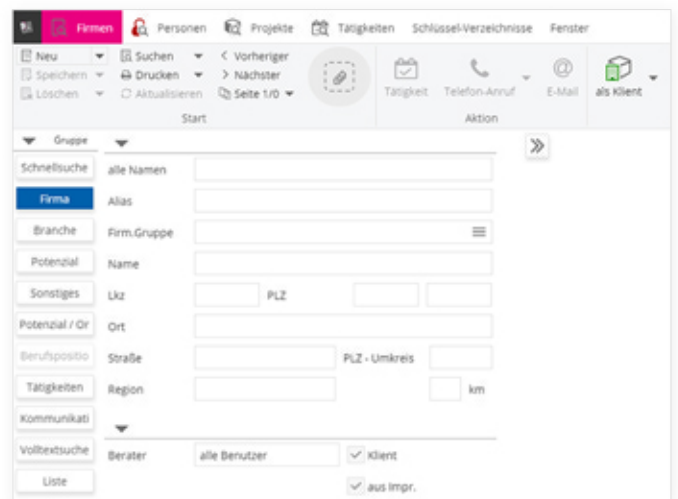 Firmen Personen Projekte Tätigkeiten Schlüssel-Verzeichnisse Fenster
Neu Suchen Vorheriger
Speichern Drucken Nächster
Löschen Aktualisieren Seite 1/0
Tätigkeit Telefon-Anruf E-Mail als Klient
Start Aktion
Gruppe
Schnellsuche alle Namen
Firma Alias
Branche Firm.Gruppe
Potenzial Name
Sonstiges Lkz PLZ
Potenzial / Or Ort
Berufspositio Straße PLZ - Umkreis
Tätigkeiten Region km
Kommunikati
Volltextsuche Berater alle Benutzer Klient
Liste aus Impr.